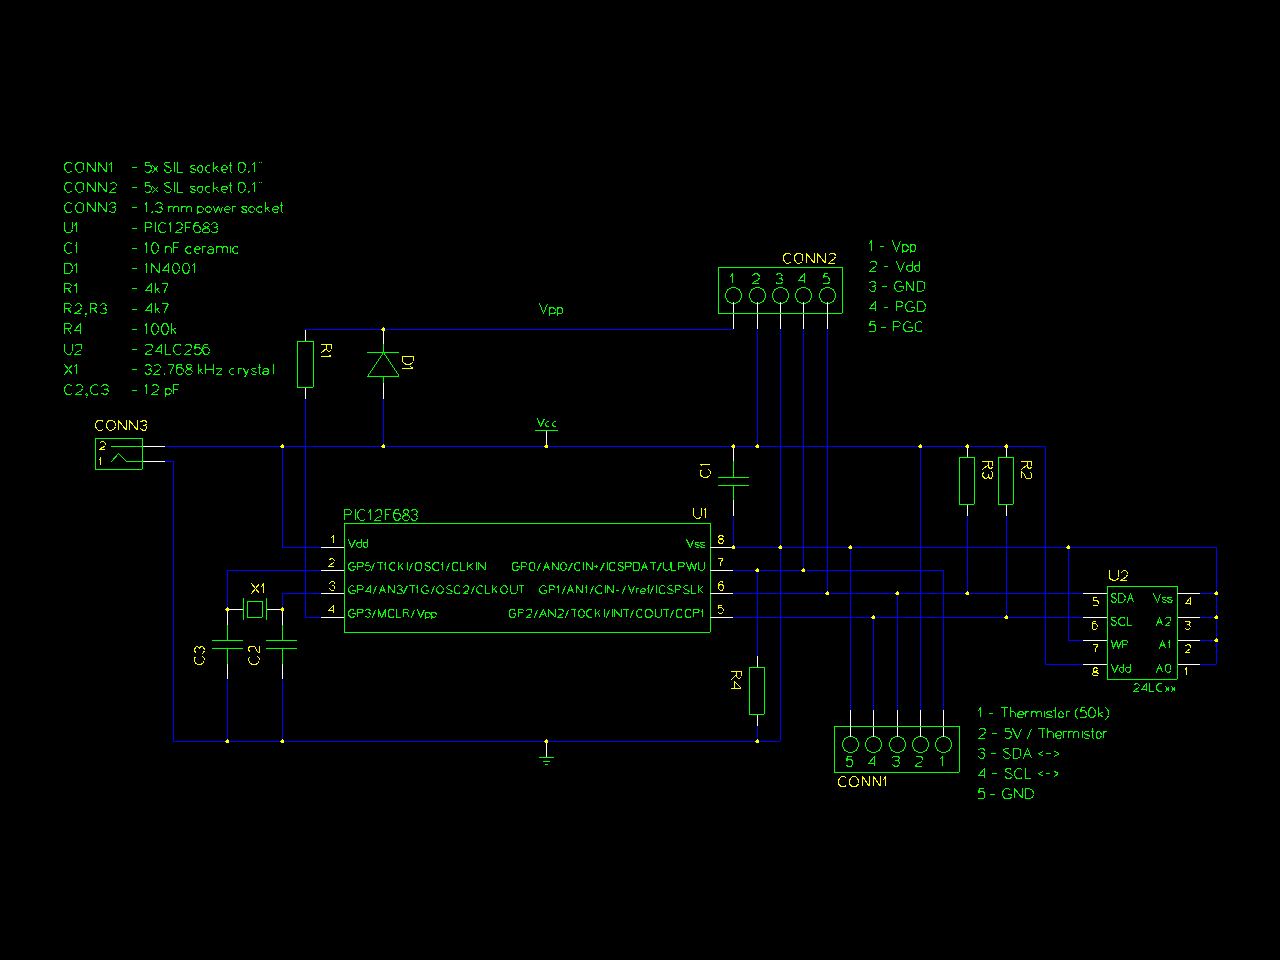 CONN1 - 5x SIL socket 0.1"
CONN2 - 5x SIL socket 0.1"
CONN3 - 1.3 mm power socket
U1 - PIC12F683
C1 - 10 nF ceramic
D1 - 1N4001
R1 - 4k7
R2,R3 - 4k7
R4 - 100k
U2 - 24LC256
X1 - 32.768 kHz crystal
C2,C3 - 12 pF
CONN2
1 2 3 4 5
1 - Vpp
2 - Vdd
3 - GND
4 - PGD
5 - PGC
Vpp
R1
D1
CONN3
2
1
Vcc
C1
R3
R2
PIC12F683
U1
1 Vdd
Vss 8
2 GP5/T1CKI/OSC1/CLKIN
GP0/AN0/CIN+/ICSPDAT/ULPWU 7
3 GP4/AN3/T1G/OSC2/CLKOUT
GP1/AN1/CIN-/Vref/ICSPSLK 6
4 GP3/MCLR/Vpp
GP2/AN2/TOCKI/INT/COUT/CCP1 5
X1
C3
C2
R4
U2
5 SDA Vss 4
6 SCL A2 3
7 WP A1 2
8 Vdd A0 1
24LCxx
5 4 3 2 1
CONN1
1 - Thermistor (50k)
2 - 5V / Thermistor
3 - SDA <->
4 - SCL <->
5 - GND